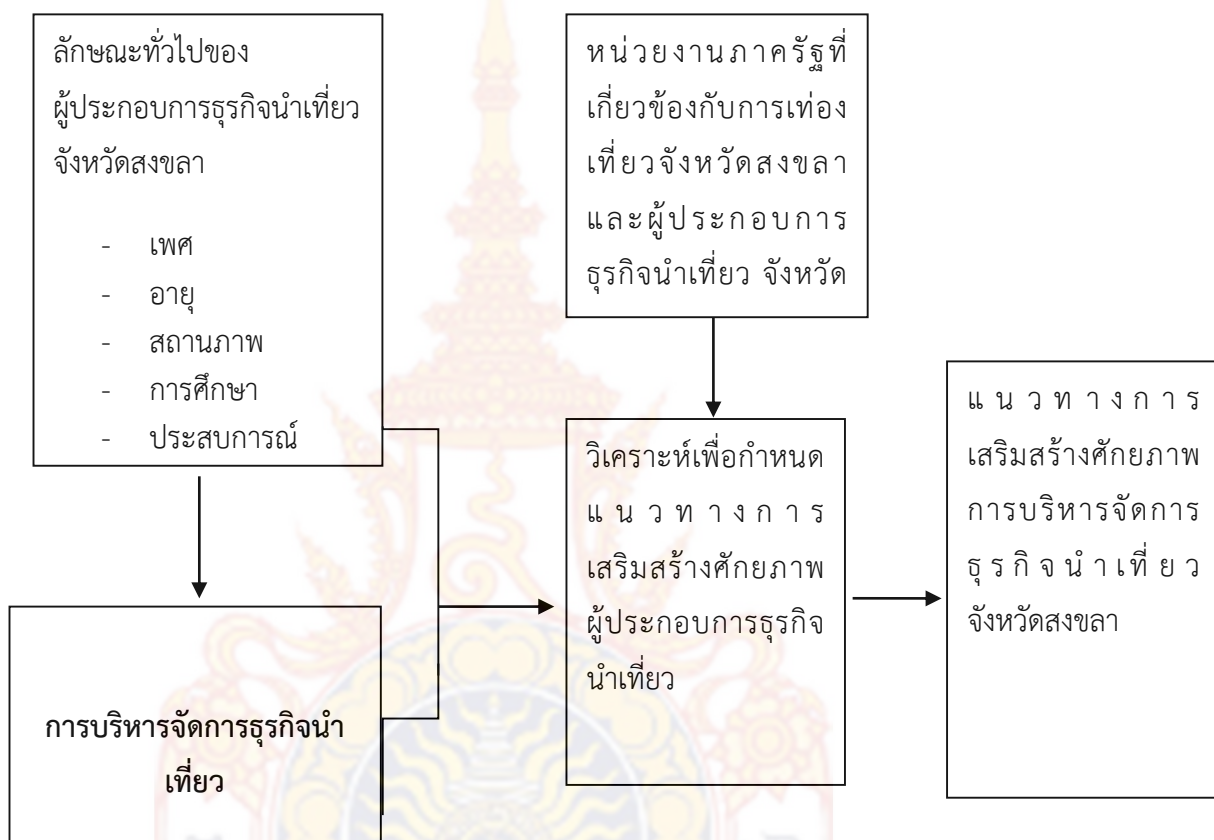 ลักษณะทั่วไปของ
ผู้ประกอบการธุรกิจนำเที่ยว
จังหวัดสงขลา
- เพศ
- อายุ
- สถานภาพ
- การศึกษา
- ประสบการณ์
การบริหารจัดการธุรกิจนำ
เที่ยว
หน่วยงานภาครัฐที่
เกี่ยวข้องกับการเท่อง
เที่ยวจังหวัดสงขลา
และผู้ประกอบการ
ธุรกิจนำเที่ยว จังหวัด
วิเคราะห์เพื่อกำหนด
แนวทางการ
เสริมสร้างศักยภาพ
ผู้ประกอบการธุรกิจ
นำเที่ยว
แนวทางการ
เสริมสร้างศักยภาพ
การบริหารจัดการ
ธุรกิจนำเที่ยว
จังหวัดสงขลา